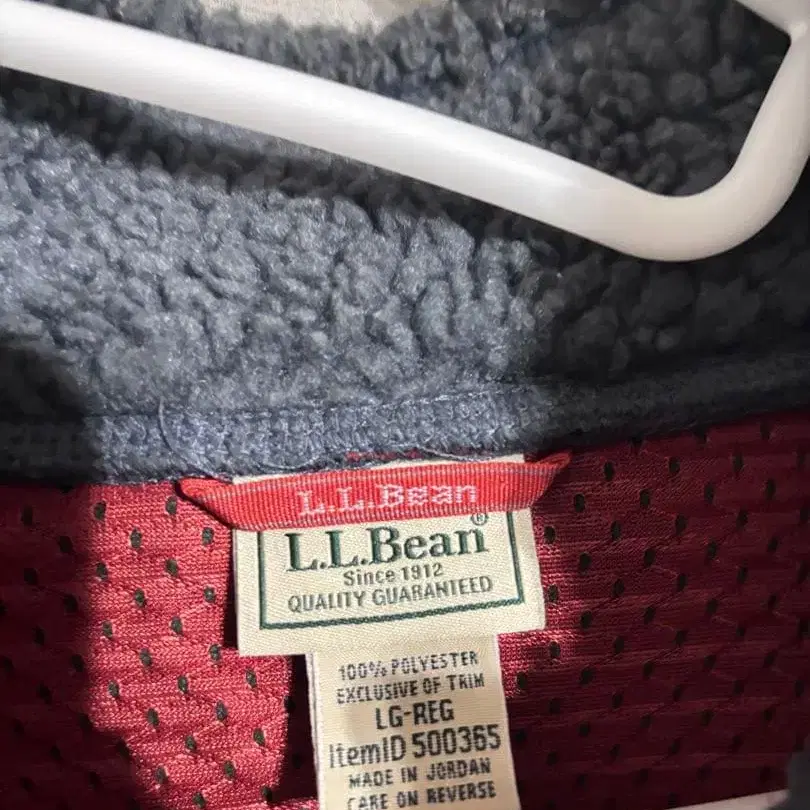 L.L.Bean
L.L.Bean®
Since 1912
QUALITY GUARANTEED
100% POLYESTER
EXCLUSIVE OF TRIM
LG-REG
ItemID 500365
MADE IN JORDAN
CARE ON REVERSE